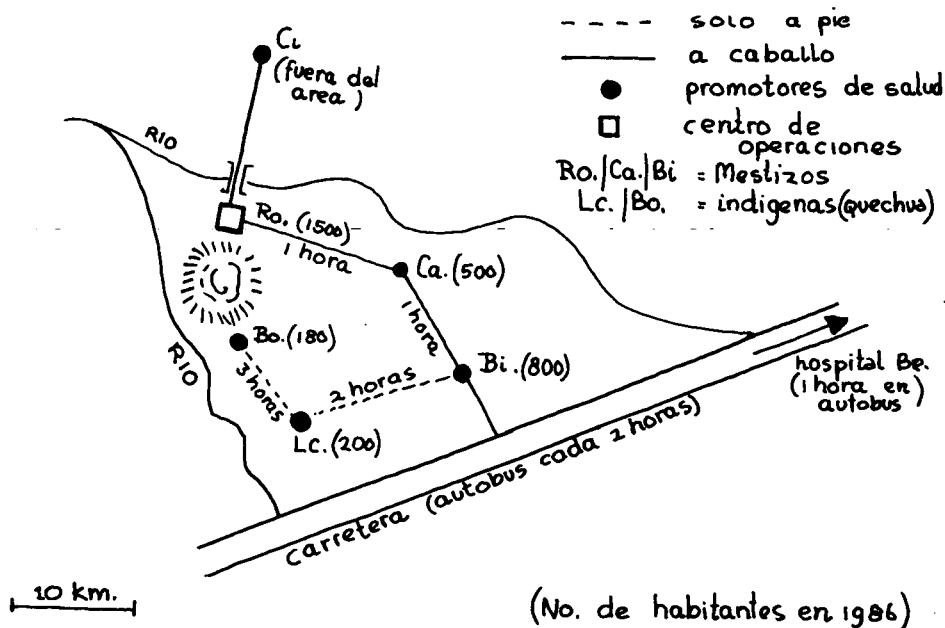 CL
(fuera del
area)
solo a pie
a caballo
promotores de salud
centro de
operaciones
Ro./Ca./Bi = Mestizos
Lc./Bo. = indigenas (quechua)
RIO
Ro. (1500)
1 hora
Ca. (500)
1 hora
Bo. (180)
RIO
3 horas
2 horas
Bi. (800)
Lc. (200)
hospital Be.
(1 hora en)
autobus
carretera (autobus cada 2 horas)
10 km.
(No. de habitantes en 1986)